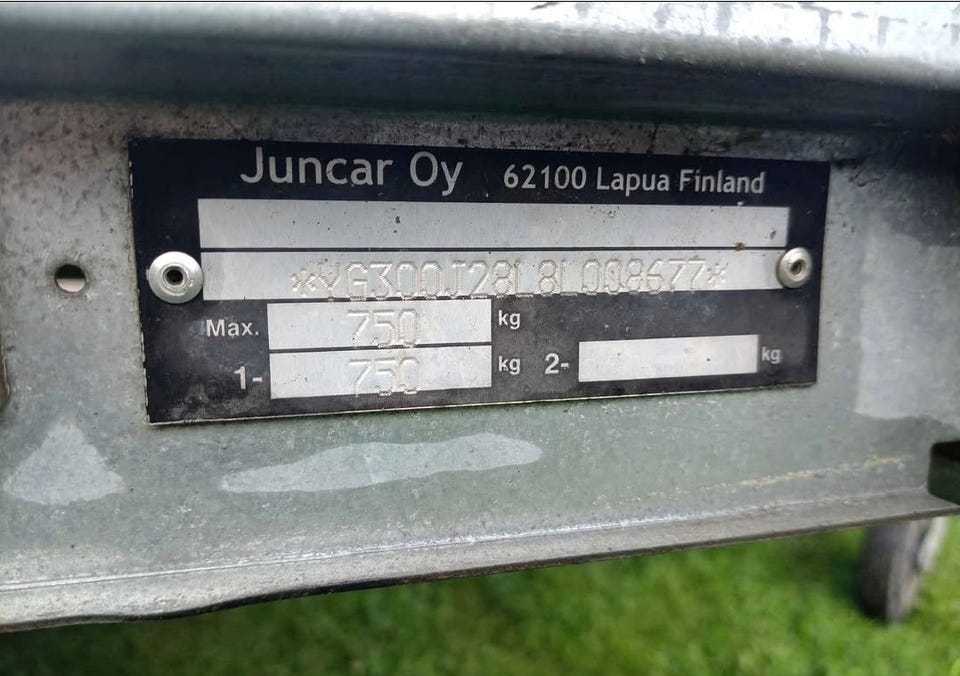 Juncar Oy 62100 Lapua Finland
*YG300J28L8L008677*
Max. 750 kg
1- 750 kg 2- kg